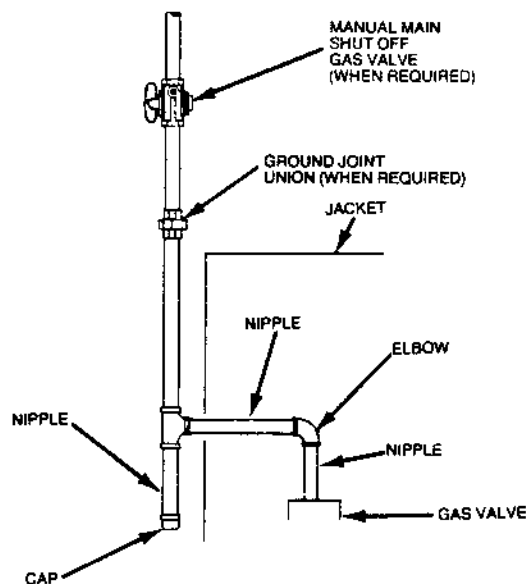 MANUAL MAIN
SHUT OFF
GAS VALVE
(WHEN REQUIRED)
GROUND JOINT
UNION (WHEN REQUIRED)
JACKET
NIPPLE
ELBOW
NIPPLE
NIPPLE
GAS VALVE
CAP